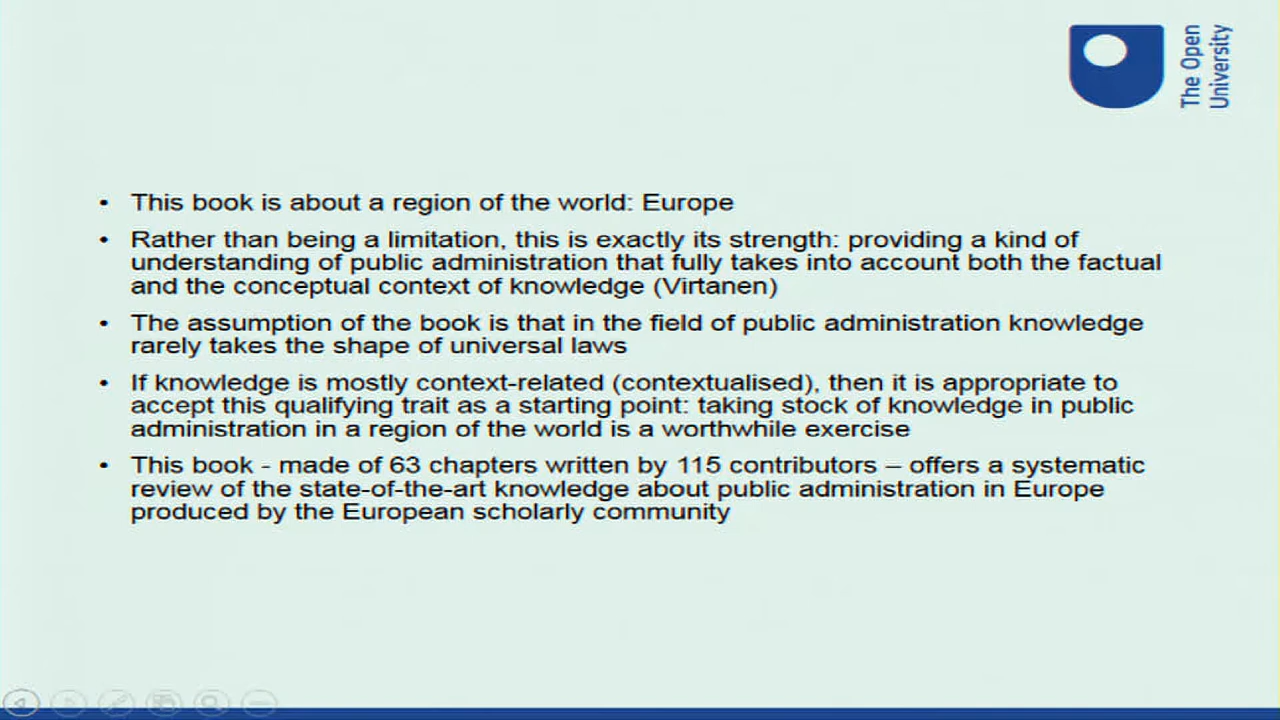 The Open
University
• This book is about a region of the world: Europe
• Rather than being a limitation, this is exactly its strength: providing a kind of
understanding of public administration that fully takes into account both the factual
and the conceptual context of knowledge (Virtanen)
• The assumption of the book is that in the field of public administration knowledge
rarely takes the shape of universal laws
• If knowledge is mostly context-related (contextualised), then it is appropriate to
accept this qualifying trait as a starting point: taking stock of knowledge in public
administration in a region of the world is a worthwhile exercise
• This book - made of 63 chapters written by 115 contributors – offers a systematic
review of the state-of-the-art knowledge about public administration in Europe
produced by the European scholarly community